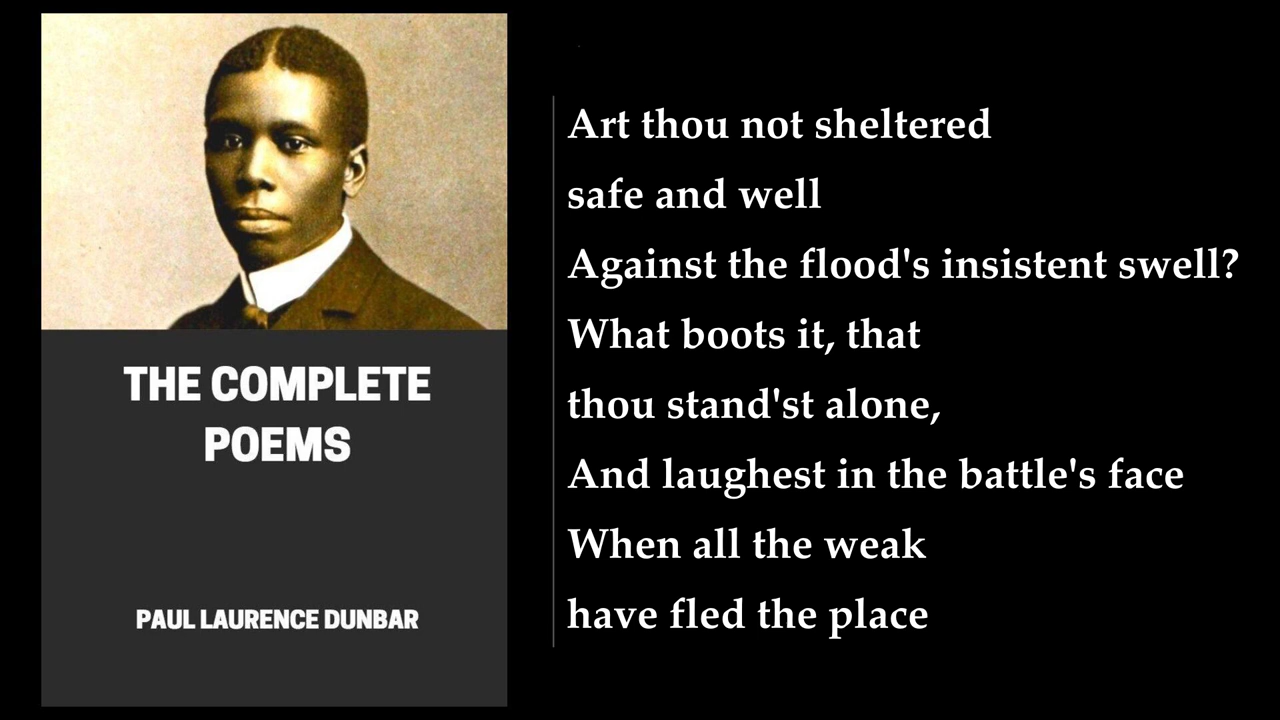 THE COMPLETE
POEMS
PAUL LAURENCE DUNBAR
Art thou not sheltered
safe and well
Against the flood's insistent swell?
What boots it, that
thou stand'st alone,
And laughest in the battle's face
When all the weak
have fled the place